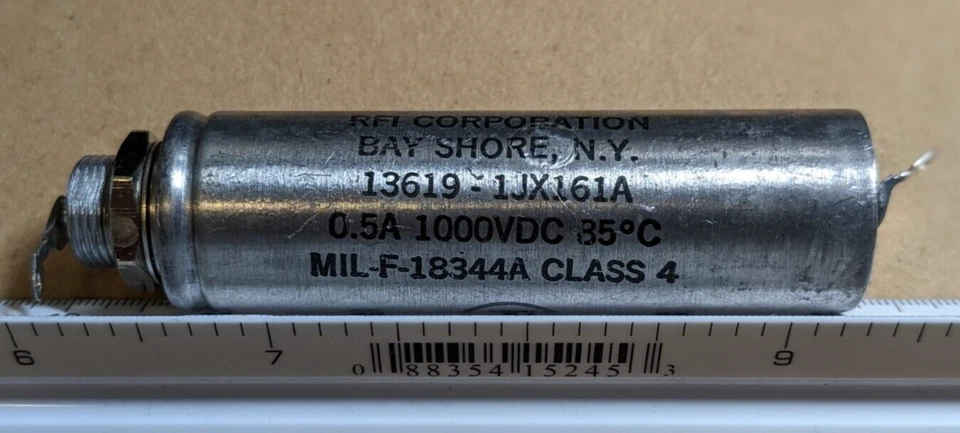 RFI CORPORATION
BAY SHORE, N.Y.
13619-1JX161A
0.5A 1000VDC 85°C
MIL-F-18344A CLASS 4
6 7 9
0 88354 15245 3